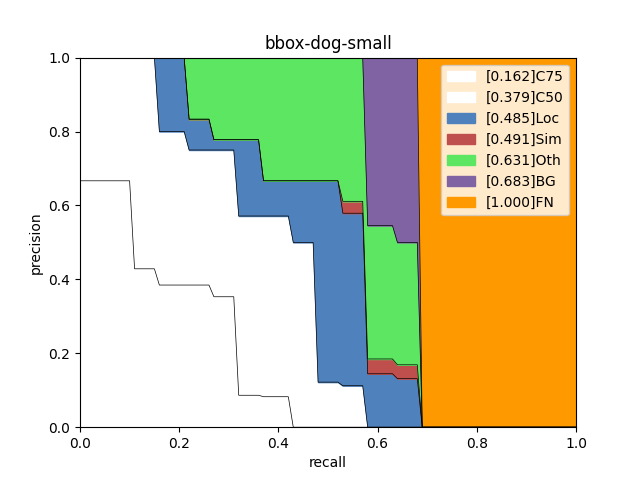 bbox-dog-small
1.0
0.8
0.6
0.4
0.2
0.0
precision
[0.162]C75
[0.379]C50
[0.485]Loc
[0.491]Sim
[0.631]Oth
[0.683]BG
[1.000]FN
0.0 0.2 0.4 0.6 0.8 1.0
recall